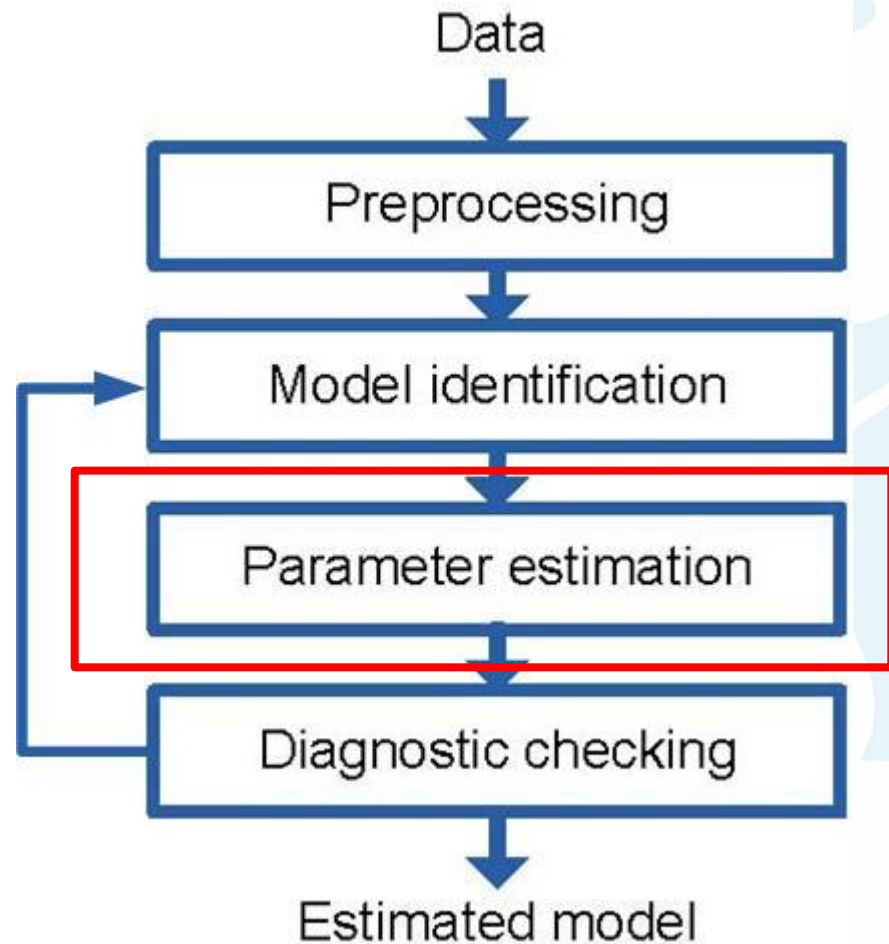 Data
Preprocessing
Model identification
Parameter estimation
Diagnostic checking
Estimated model